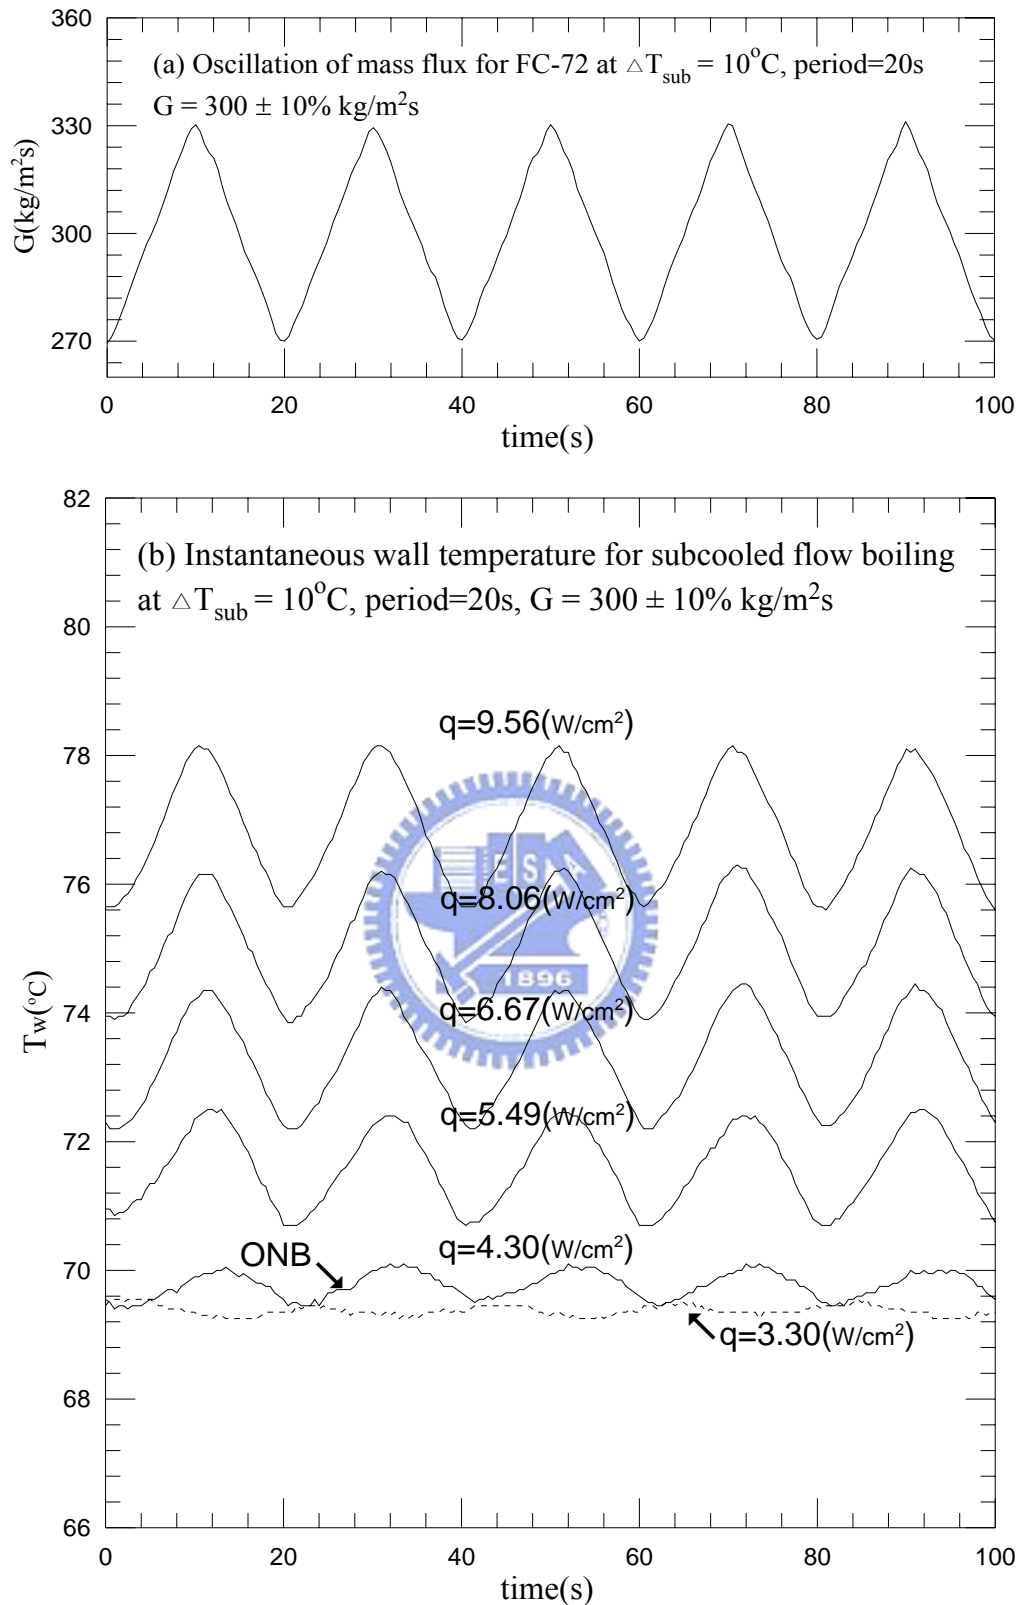 360
330
300
270
G(kg/m²s)
(a) Oscillation of mass flux for FC-72 at △T_sub = 10°C, period=20s
G = 300 ± 10% kg/m²s
0 20 40 60 80 100
time(s)
82
80
78
76
74
72
70
68
66
Tw(°C)
(b) Instantaneous wall temperature for subcooled flow boiling
at △T_sub = 10°C, period=20s, G = 300 ± 10% kg/m²s
q=9.56(W/cm²)
ESA
q=8.06(W/cm²)
1896
q=6.67(W/cm²)
q=5.49(W/cm²)
q=4.30(W/cm²)
ONB
q=3.30(W/cm²)
0 20 40 60 80 100
time(s)